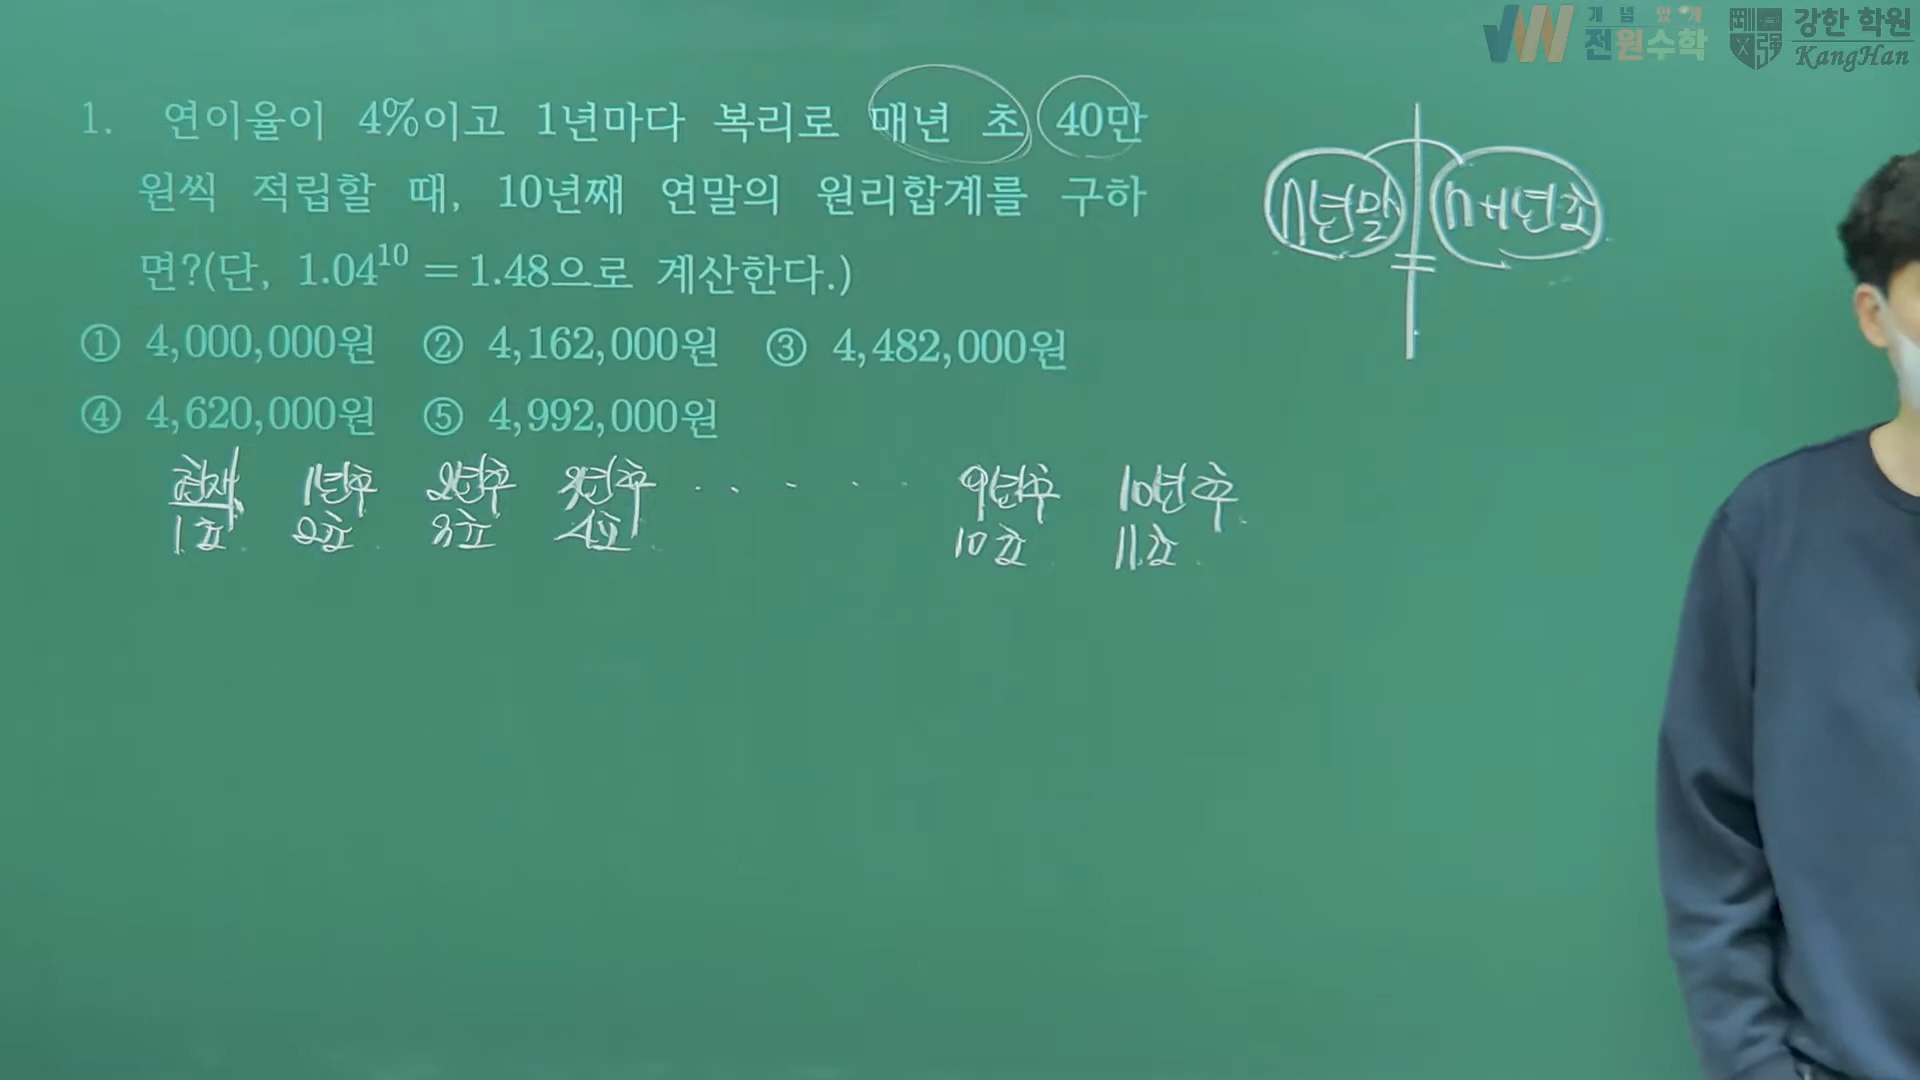 개념있게
전원수학
강한 학원
KangHan
1. 연이율이 4%이고 1년마다 복리로 매년 초 40만
원씩 적립할 때, 10년째 연말의 원리합계를 구하
면?(단, 1.04^10 = 1.48으로 계산한다.)
① 4,000,000원 ② 4,162,000원 ③ 4,482,000원
④ 4,620,000원 ⑤ 4,992,000원
n년말 n+1년초
현재 1년후 2년후 3년후 . . . . . 9년후 10년후
1초 2초 3초 4초 10초 11초